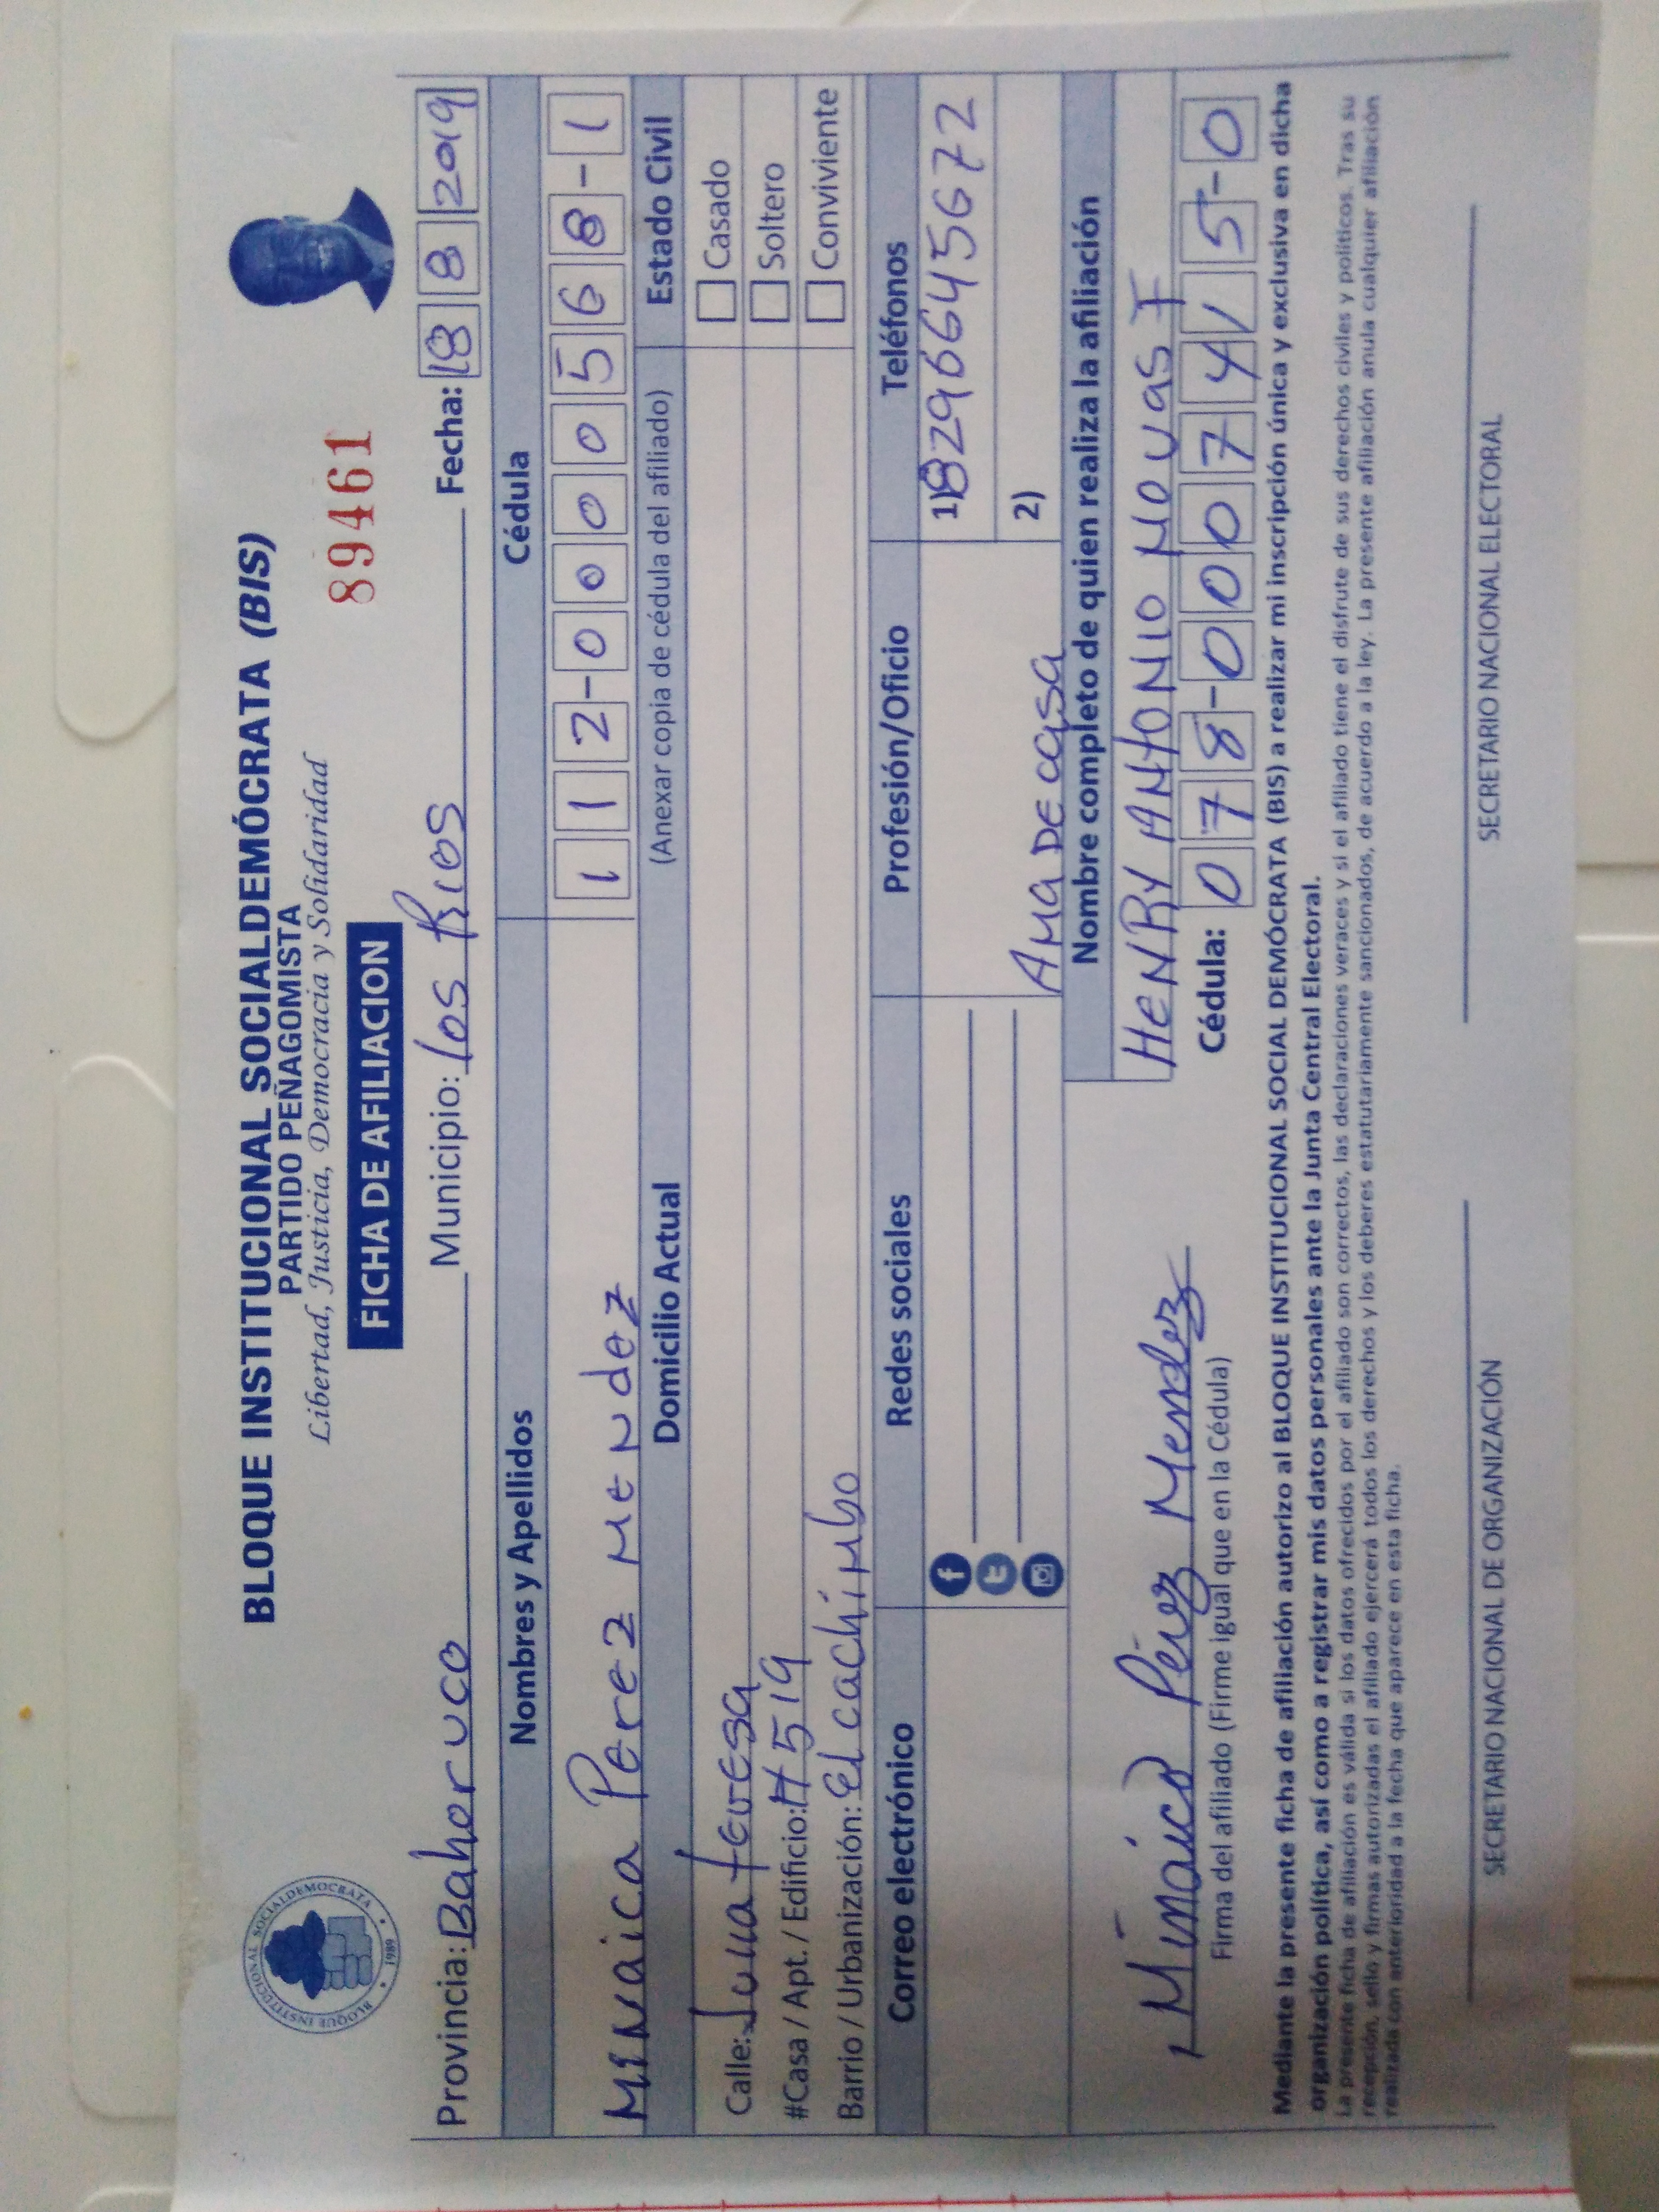 BLOQUE INSTITUCIONAL SOCIALDEMÓCRATA (BIS)
PARTIDO PEÑAGOMISTA
Libertad, Justicia, Democracia y Solidaridad
89461
FICHA DE AFILIACION
BLOQUE INSTITUCIONAL SOCIALDEMOCRATA
1989
Provincia: Bahoruco Municipio: los Rios Fecha: 18 8 2019
Nombres y Apellidos Cédula
Minaica Perez Mendez 112-0000568-1
Domicilio Actual (Anexar copia de cédula del afiliado) Estado Civil
Calle: teresa Casado
#Casa / Apt. / Edificio: # 519 Soltero
Barrio / Urbanización: El cachimbo Conviviente
Correo electrónico Redes sociales Profesión/Oficio Teléfonos
1) 8296645672
Ama De casa 2)
Nombre completo de quien realiza la afiliación
HENRY ANTONIO NOVAS F
Minaica Pérez Mendez Cédula: 078-0007415-0
Firma del afiliado (Firme igual que en la Cédula)
Mediante la presente ficha de afiliación autorizo al BLOQUE INSTITUCIONAL SOCIAL DEMÓCRATA (BIS) a realizar mi inscripción única y exclusiva en dicha
organización política, así como a registrar mis datos personales ante la Junta Central Electoral.
La presente ficha de afiliación es válida si los datos ofrecidos por el afiliado son correctos, las declaraciones veraces y si el afiliado tiene el disfrute de sus derechos civiles y políticos. Tras su
recepción, sello y firmas autorizadas el afiliado ejercerá todos los derechos y los deberes estatutariamente sancionados, de acuerdo a la ley. La presente afiliación anula cualquier afiliación
realizada con anterioridad a la fecha que aparece en esta ficha.
SECRETARIO NACIONAL DE ORGANIZACIÓN SECRETARIO NACIONAL ELECTORAL